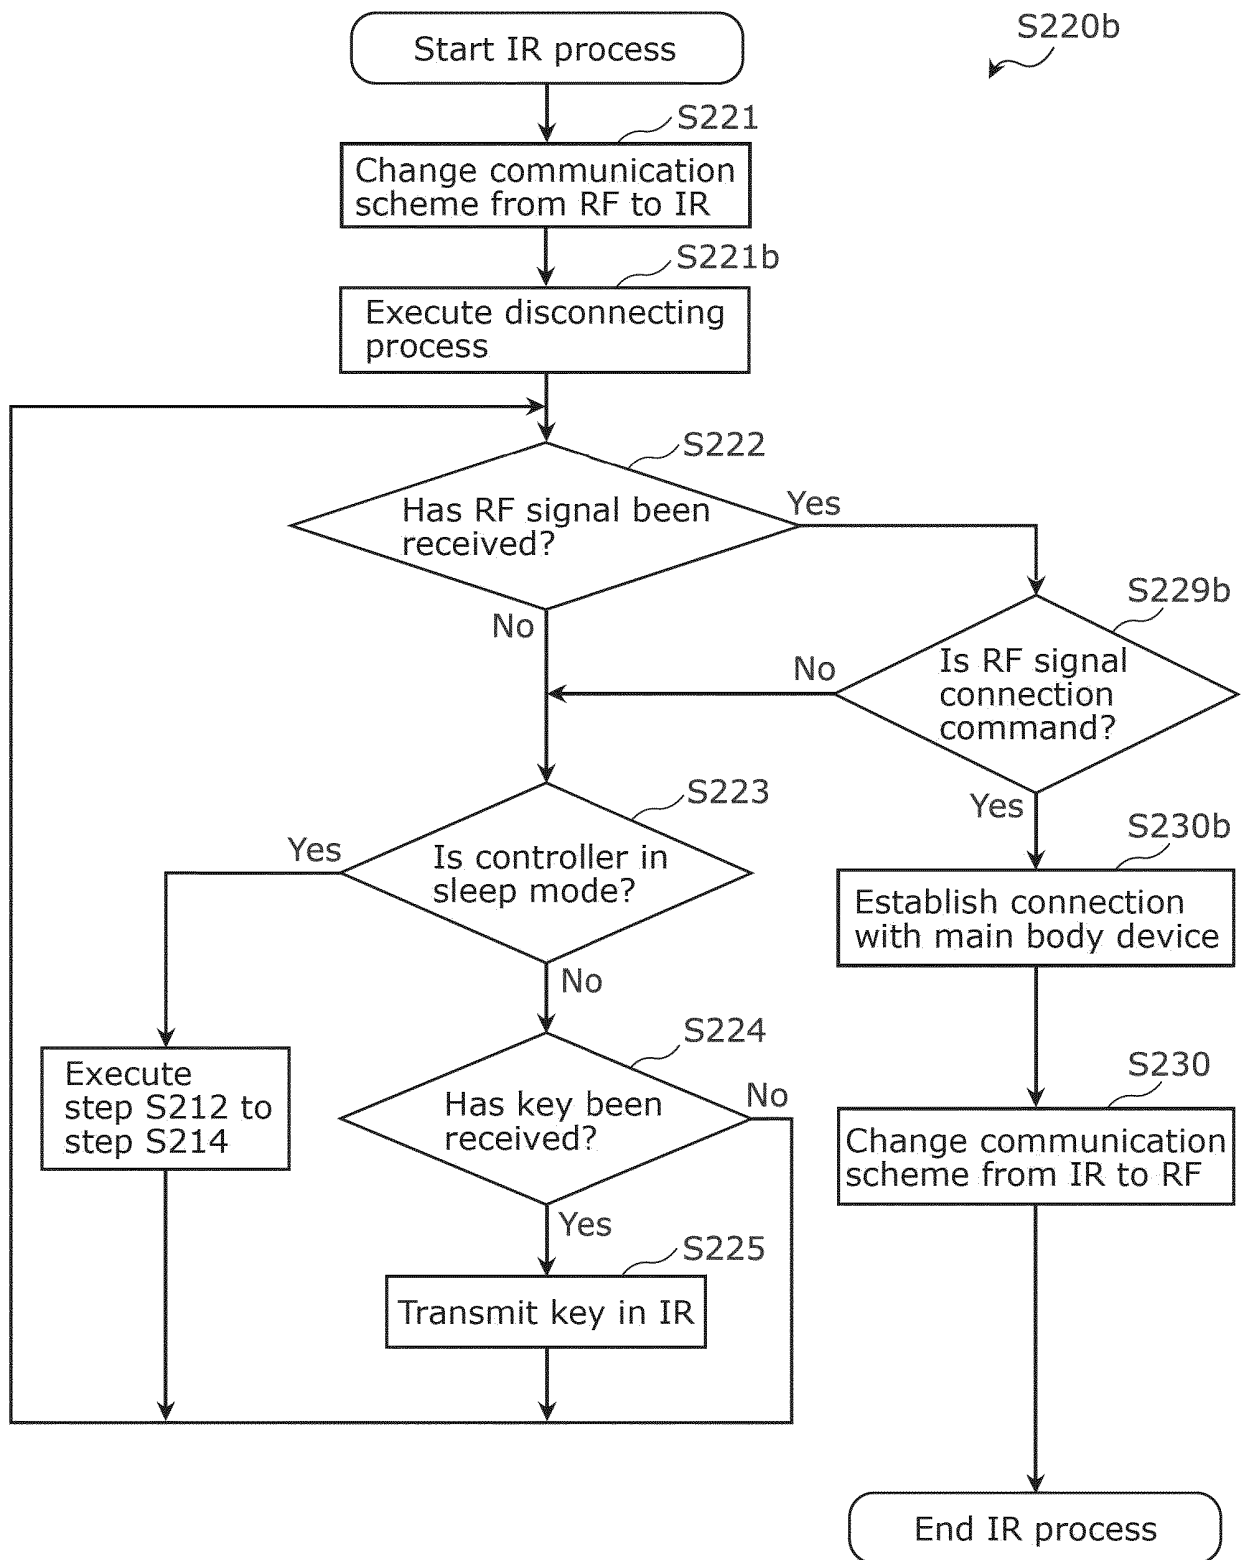 S220b
Start IR process
S221
Change communication
scheme from RF to IR
S221b
Execute disconnecting
process
S222
Has RF signal been
received?
Yes
No
S229b
Is RF signal
connection
command?
No
Yes
S223
Is controller in
sleep mode?
Yes
No
S230b
Establish connection
with main body device
S224
Has key been
received?
No
Yes
Execute
step S212 to
step S214
S230
Change communication
scheme from IR to RF
S225
Transmit key in IR
End IR process